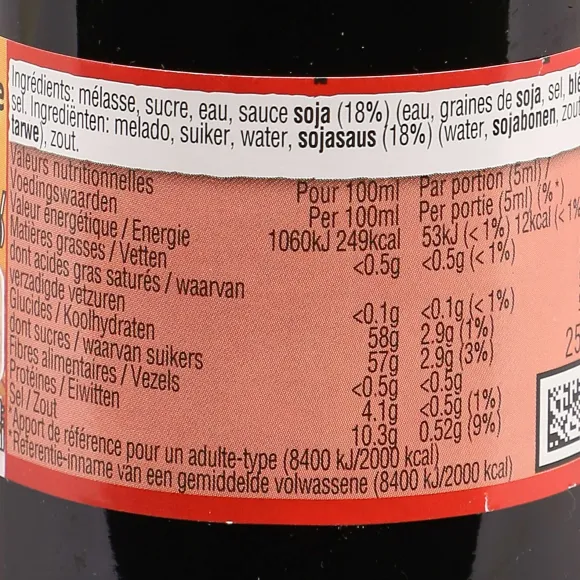 Ingrédients: mélasse, sucre, eau, sauce soja (18%) (eau, graines de soja, sel, blé
sel. Ingrediënten: melado, suiker, water, sojasaus (18%) (water, sojabonen, zout
tarwe), zout.
Valeurs nutritionnelles Pour 100ml Par portion (5ml) /
Voedingswaarden Per 100ml Per portie (5ml) (%*)
Valeur énergétique / Energie 1060kJ 249kcal 53kJ (<1%) 12kcal (<1%
Matières grasses / Vetten <0.5g <0.5g (<1%)
dont acides gras saturés / waarvan
verzadigde vetzuren <0.1g <0.1g (<1%)
Glucides / Koolhydraten 58g 2.9g (1%)
dont sucres / waarvan suikers 57g 2.9g (3%)
Fibres alimentaires / Vezels <0.5g <0.5g
Protéines / Eiwitten 4.1g <0.5g (1%)
Sel / Zout 10.3g 0.52g (9%)
*Apport de référence pour un adulte-type (8400 kJ/2000 kcal)
*Referentie-inname van een gemiddelde volwassene (8400 kJ/2000 kcal)
25